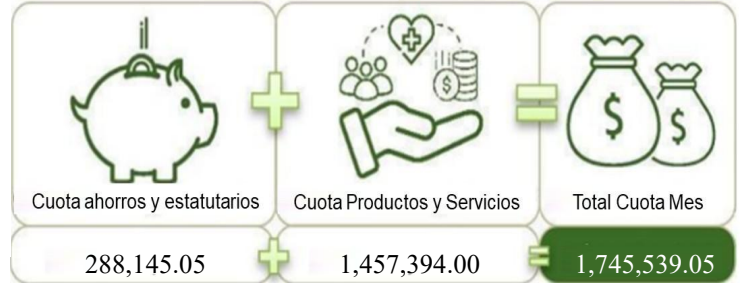 Cuota ahorros y estatutarios
Cuota Productos y Servicios
Total Cuota Mes
288,145.05
1,457,394.00
1,745,539.05